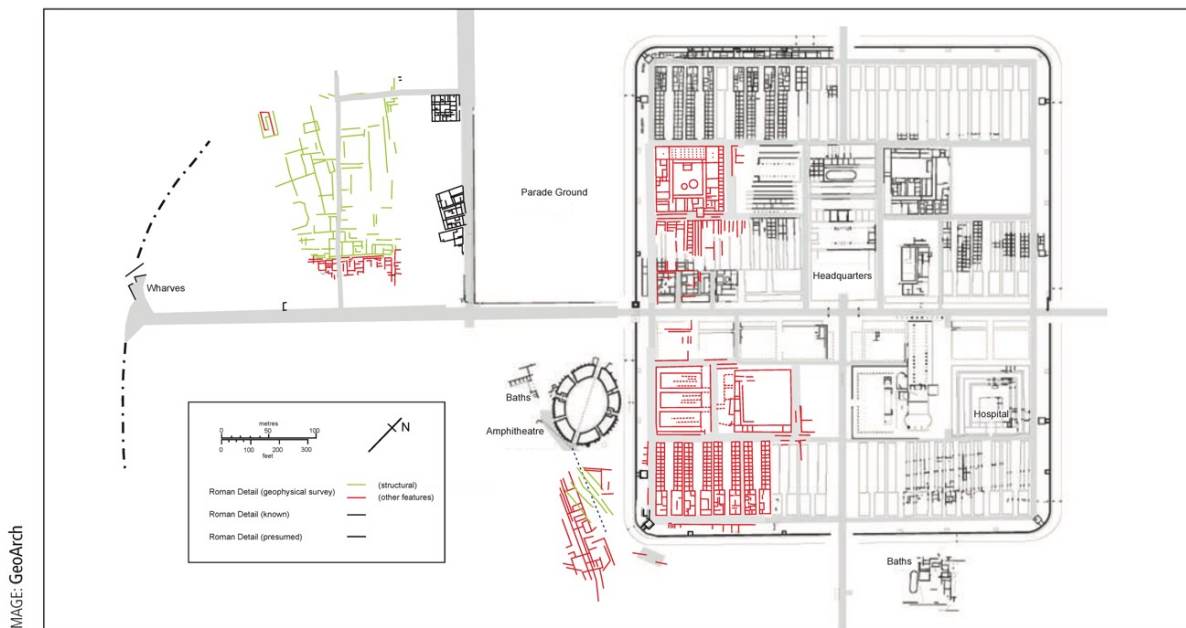 Parade Ground
Headquarters
Wharves
Baths
Amphitheatre
Hospital
Baths
metres
0 50 100
0 100 200 300
feet
N
Roman Detail (geophysical survey) (structural)
(other features)
Roman Detail (known)
Roman Detail (presumed)
MAGE: GeoArch